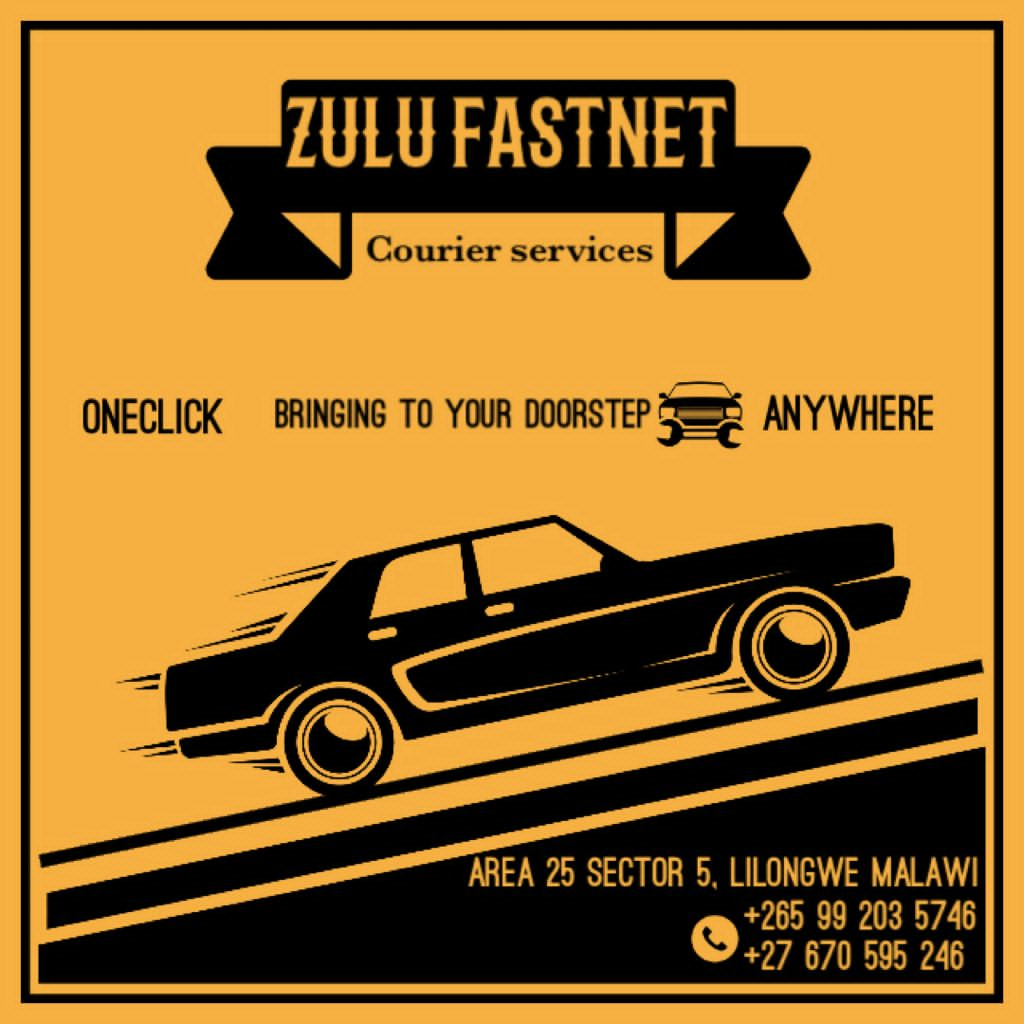 ZULU FASTNET
Courier services
ONECLICK BRINGING TO YOUR DOORSTEP ANYWHERE
AREA 25 SECTOR 5, LILONGWE MALAWI
+265 99 203 5746
+27 670 595 246